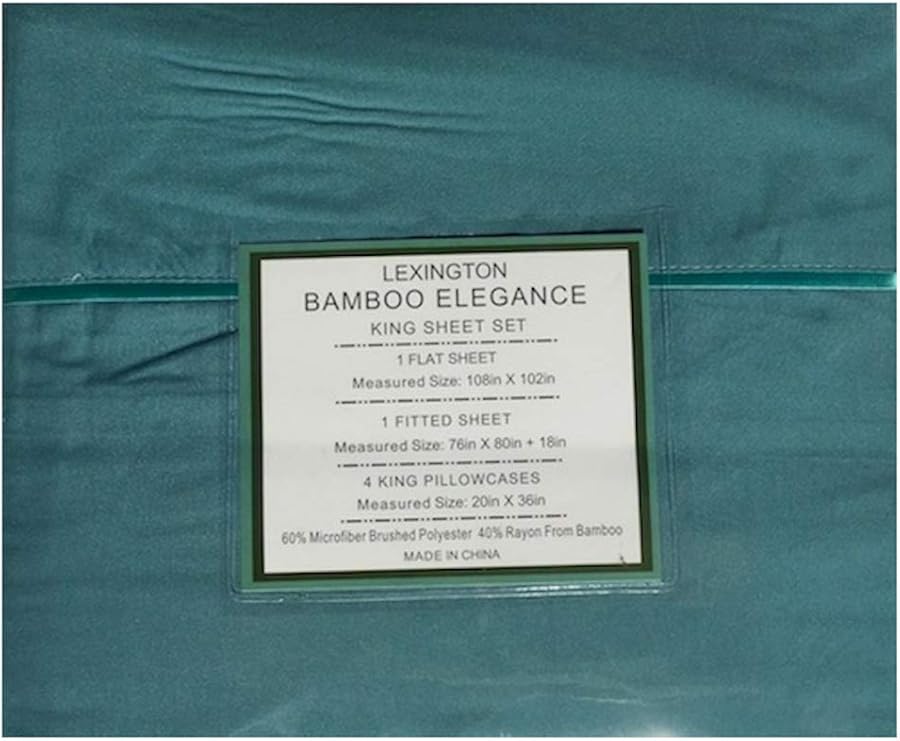 LEXINGTON
BAMBOO ELEGANCE
KING SHEET SET
1 FLAT SHEET
Measured Size: 108in X 102in
1 FITTED SHEET
Measured Size: 76in X 80in + 18in
4 KING PILLOWCASES
Measured Size: 20in X 36in
60% Microfiber Brushed Polyester 40% Rayon From Bamboo
MADE IN CHINA